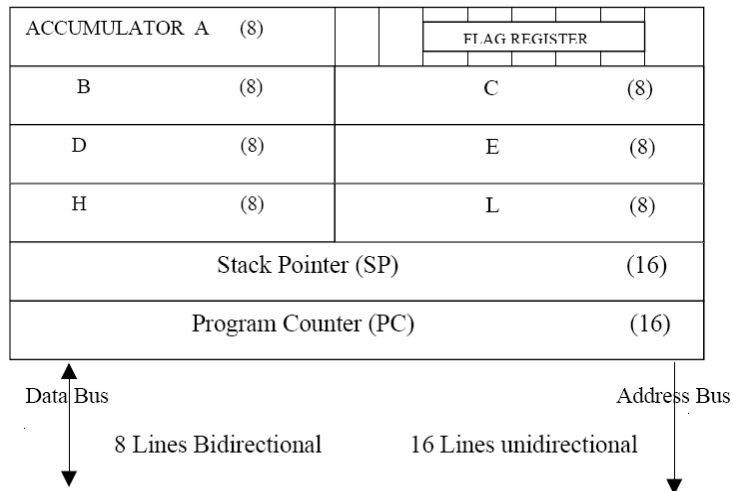 ACCUMULATOR A (8) FLAG REGISTER
B (8) C (8)
D (8) E (8)
H (8) L (8)
Stack Pointer (SP) (16)
Program Counter (PC) (16)
Data Bus Address Bus
8 Lines Bidirectional 16 Lines unidirectional